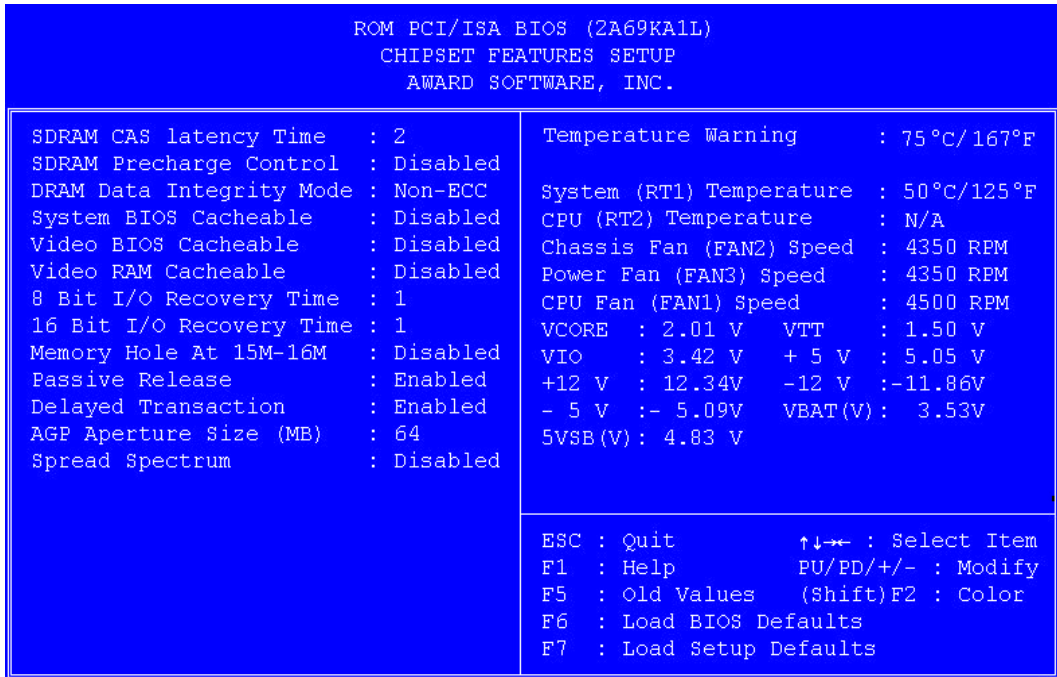 ROM PCI/ISA BIOS (2A69KA1L)
CHIPSET FEATURES SETUP
AWARD SOFTWARE, INC.
SDRAM CAS latency Time : 2
SDRAM Precharge Control : Disabled
DRAM Data Integrity Mode : Non-ECC
System BIOS Cacheable : Disabled
Video BIOS Cacheable : Disabled
Video RAM Cacheable : Disabled
8 Bit I/O Recovery Time : 1
16 Bit I/O Recovery Time : 1
Memory Hole At 15M-16M : Disabled
Passive Release : Enabled
Delayed Transaction : Enabled
AGP Aperture Size (MB) : 64
Spread Spectrum : Disabled
Temperature Warning : 75°C/167°F
System (RT1) Temperature : 50°C/125°F
CPU (RT2) Temperature : N/A
Chassis Fan (FAN2) Speed : 4350 RPM
Power Fan (FAN3) Speed : 4350 RPM
CPU Fan (FAN1) Speed : 4500 RPM
VCORE : 2.01 V VTT : 1.50 V
VIO : 3.42 V + 5 V : 5.05 V
+12 V : 12.34V -12 V :-11.86V
- 5 V :- 5.09V VBAT(V): 3.53V
5VSB(V): 4.83 V
ESC : Quit ↑↓→← : Select Item
F1 : Help PU/PD/+/- : Modify
F5 : Old Values (Shift)F2 : Color
F6 : Load BIOS Defaults
F7 : Load Setup Defaults